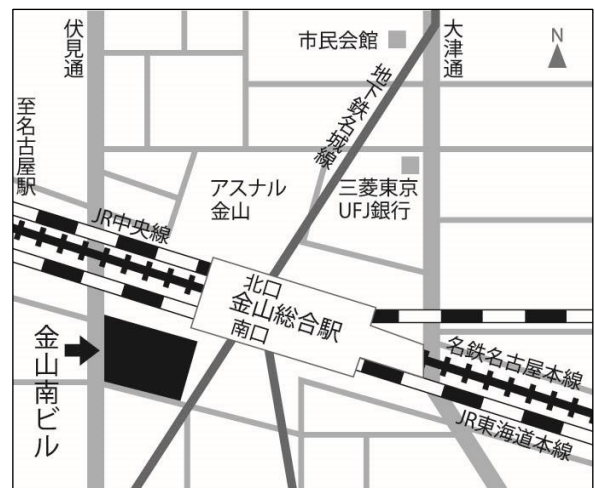 伏見通
市民会館
大津通
N
地下鉄名城線
至名古屋駅
アスナル
金山
三菱東京
UFJ銀行
JR中央線
北口
金山総合駅
南口
金山南ビル
名鉄名古屋本線
JR東海道本線